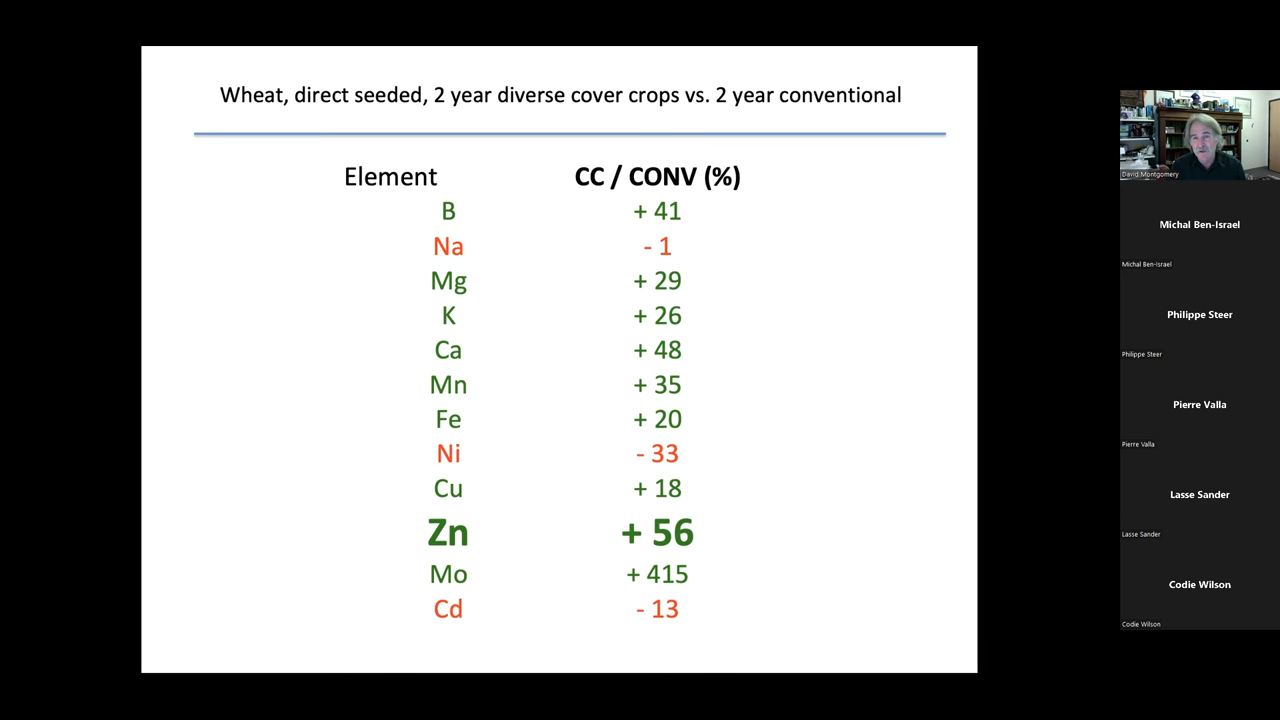 Wheat, direct seeded, 2 year diverse cover crops vs. 2 year conventional
Element CC / CONV (%)
B + 41
Na - 1
Mg + 29
K + 26
Ca + 48
Mn + 35
Fe + 20
Ni - 33
Cu + 18
Zn + 56
Mo + 415
Cd - 13
David Montgomery
Michal Ben-Israel
Michal Ben-Israel
Philippe Steer
Philippe Steer
Pierre Valla
Pierre Valla
Lasse Sander
Lasse Sander
Codie Wilson
Codie Wilson